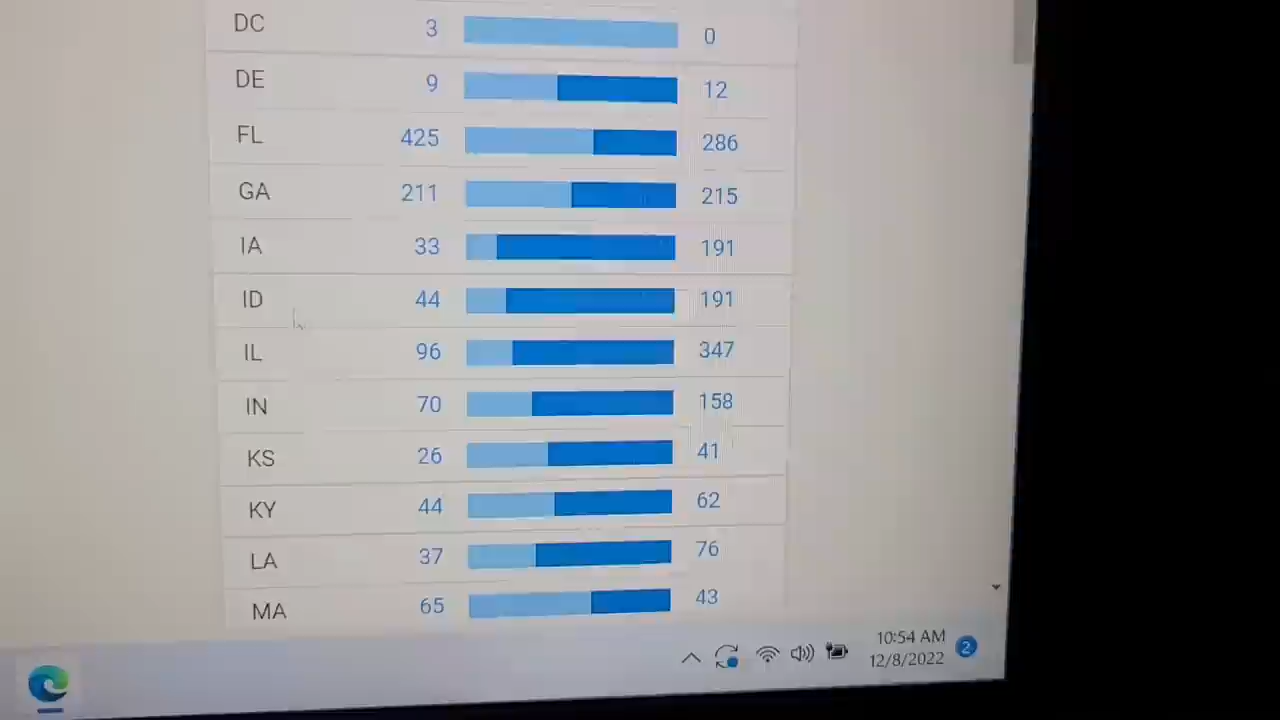 DC 3 0
DE 9 12
FL 425 286
GA 211 215
IA 33 191
ID 44 191
IL 96 347
IN 70 158
KS 26 41
KY 44 62
LA 37 76
MA 65 43
10:54 AM
12/8/2022 2